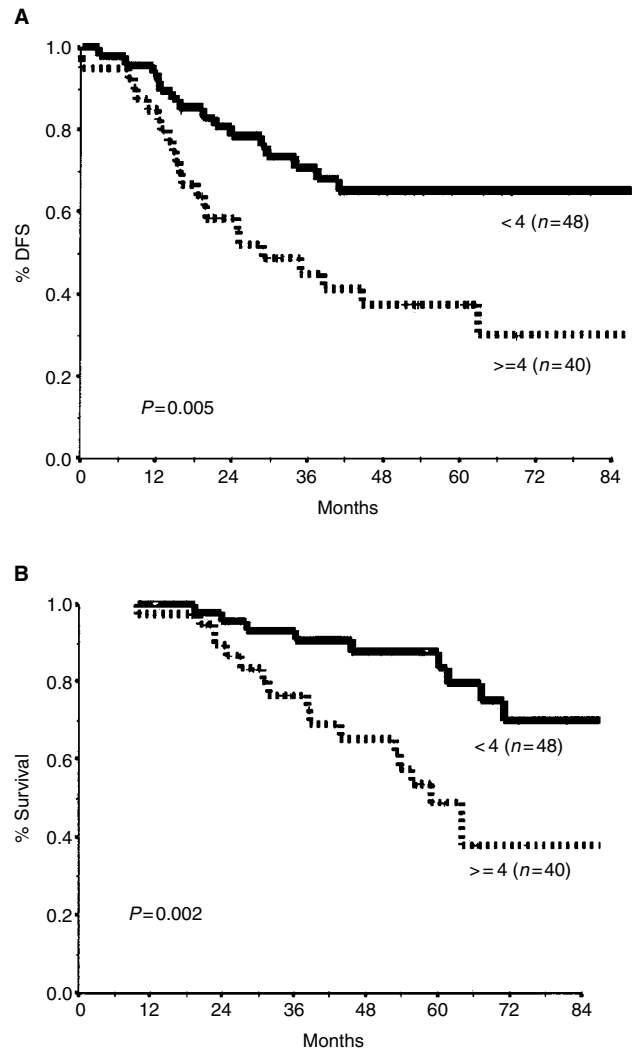 A
1.0
0.8
0.6
0.4
0.2
0.0
% DFS
<4 (n=48)
>=4 (n=40)
P=0.005
0 12 24 36 48 60 72 84
Months
B
1.0
0.8
0.6
0.4
0.2
0.0
% Survival
<4 (n=48)
>=4 (n=40)
P=0.002
0 12 24 36 48 60 72 84
Months